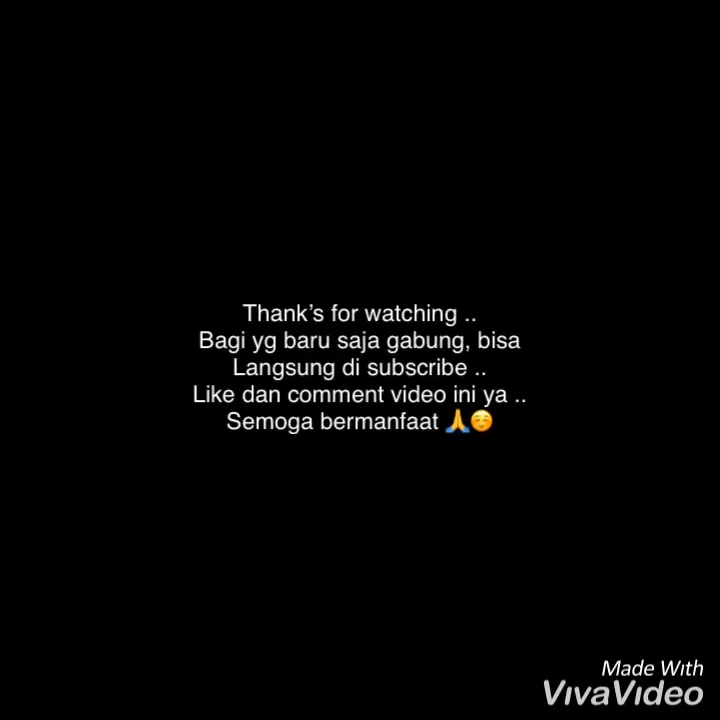 Thank’s for watching ..
Bagi yg baru saja gabung, bisa
Langsung di subscribe ..
Like dan comment video ini ya ..
Semoga bermanfaat 🙏☺️
Made With
VivaVideo